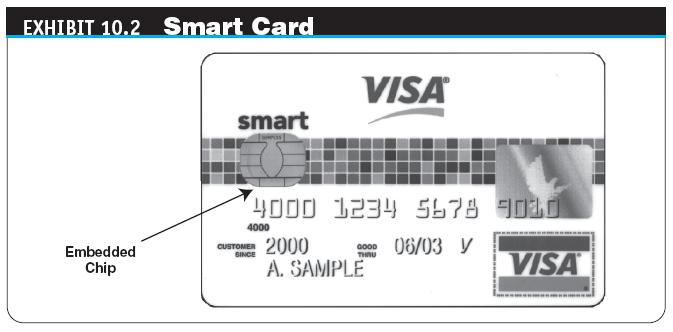 EXHIBIT 10.2 Smart Card
VISA
smart
4000 1234 5678 9010
4000
CUSTOMER SINCE 2000 GOOD THRU 06/03 V
A. SAMPLE
VISA
Embedded
Chip